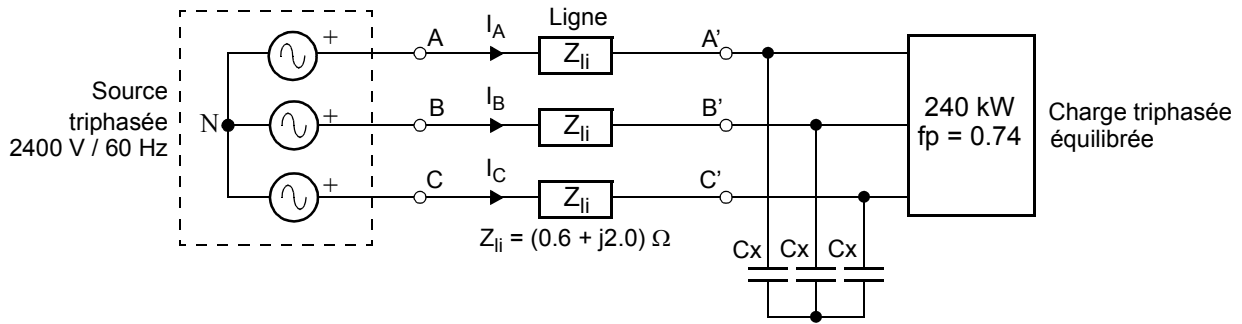 Source
triphasée
2400 V / 60 Hz
N
+
+
+
A
B
C
I_A
I_B
I_C
Ligne
Z_li
Z_li
Z_li
Z_li = (0.6 + j2.0) Ω
A'
B'
C'
Cx
Cx
Cx
240 kW
fp = 0.74
Charge triphasée
équilibrée